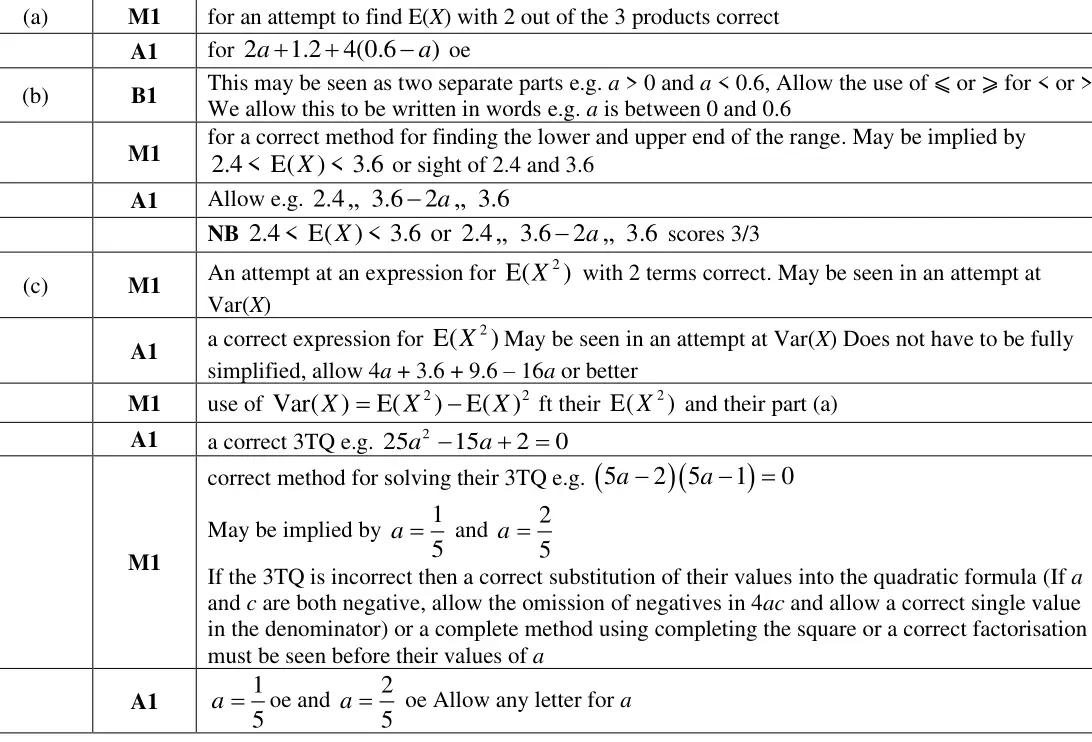 (a) M1 for an attempt to find E(X) with 2 out of the 3 products correct
A1 for 2a+1.2+4(0.6−a) oe
(b) B1 This may be seen as two separate parts e.g. a > 0 and a < 0.6, Allow the use of ⩽ or ⩾ for < or >
We allow this to be written in words e.g. a is between 0 and 0.6
M1 for a correct method for finding the lower and upper end of the range. May be implied by
2.4 < E(X) < 3.6 or sight of 2.4 and 3.6
A1 Allow e.g. 2.4 ,, 3.6−2a ,, 3.6
NB 2.4 < E(X) < 3.6 or 2.4 ,, 3.6−2a ,, 3.6 scores 3/3
(c) M1 An attempt at an expression for E(X²) with 2 terms correct. May be seen in an attempt at
Var(X)
A1 a correct expression for E(X²) May be seen in an attempt at Var(X) Does not have to be fully
simplified, allow 4a + 3.6 + 9.6 – 16a or better
M1 use of Var(X) = E(X²) − E(X)² ft their E(X²) and their part (a)
A1 a correct 3TQ e.g. 25a² −15a + 2 = 0
M1 correct method for solving their 3TQ e.g. (5a − 2)(5a − 1) = 0
May be implied by a = 1/5 and a = 2/5
If the 3TQ is incorrect then a correct substitution of their values into the quadratic formula (If a
and c are both negative, allow the omission of negatives in 4ac and allow a correct single value
in the denominator) or a complete method using completing the square or a correct factorisation
must be seen before their values of a
A1 a = 1/5 oe and a = 2/5 oe Allow any letter for a